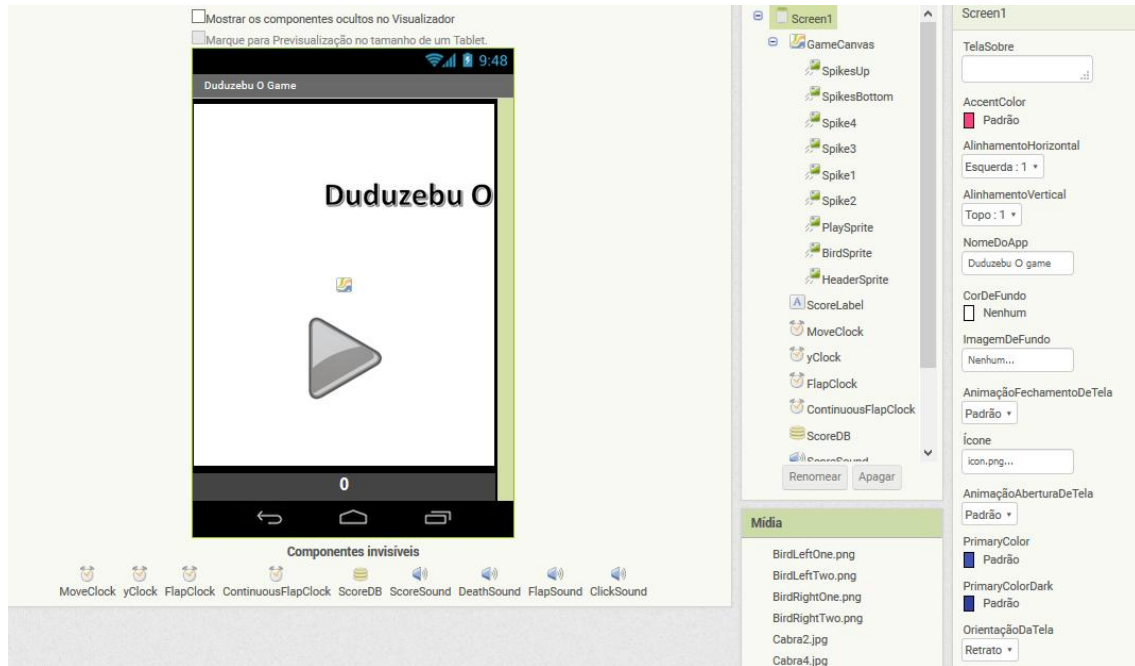 Mostrar os componentes ocultos no Visualizador
Marque para Previsualização no tamanho de um Tablet.
9:48
Duduzebu O Game
Duduzebu O
0
Componentes invisíveis
MoveClock yClock FlapClock ContinuousFlapClock ScoreDB ScoreSound DeathSound FlapSound ClickSound
Screen1
GameCanvas
SpikesUp
SpikesBottom
Spike4
Spike3
Spike1
Spike2
PlaySprite
BirdSprite
HeaderSprite
A ScoreLabel
MoveClock
yClock
FlapClock
ContinuousFlapClock
ScoreDB
ScoreSound
Renomear Apagar
Mídia
BirdLeftOne.png
BirdLeftTwo.png
BirdRightOne.png
BirdRightTwo.png
Cabra2.jpg
Cabra4.jpg
Screen1
TelaSobre
AccentColor
Padrão
AlinhamentoHorizontal
Esquerda : 1
AlinhamentoVertical
Topo : 1
NomeDoApp
Duduzebu O game
CorDeFundo
Nenhum
ImagemDeFundo
Nenhum...
AnimaçãoFechamentoDeTela
Padrão
Ícone
icon.png...
AnimaçãoAberturaDeTela
Padrão
PrimaryColor
Padrão
PrimaryColorDark
Padrão
OrientaçãoDaTela
Retrato